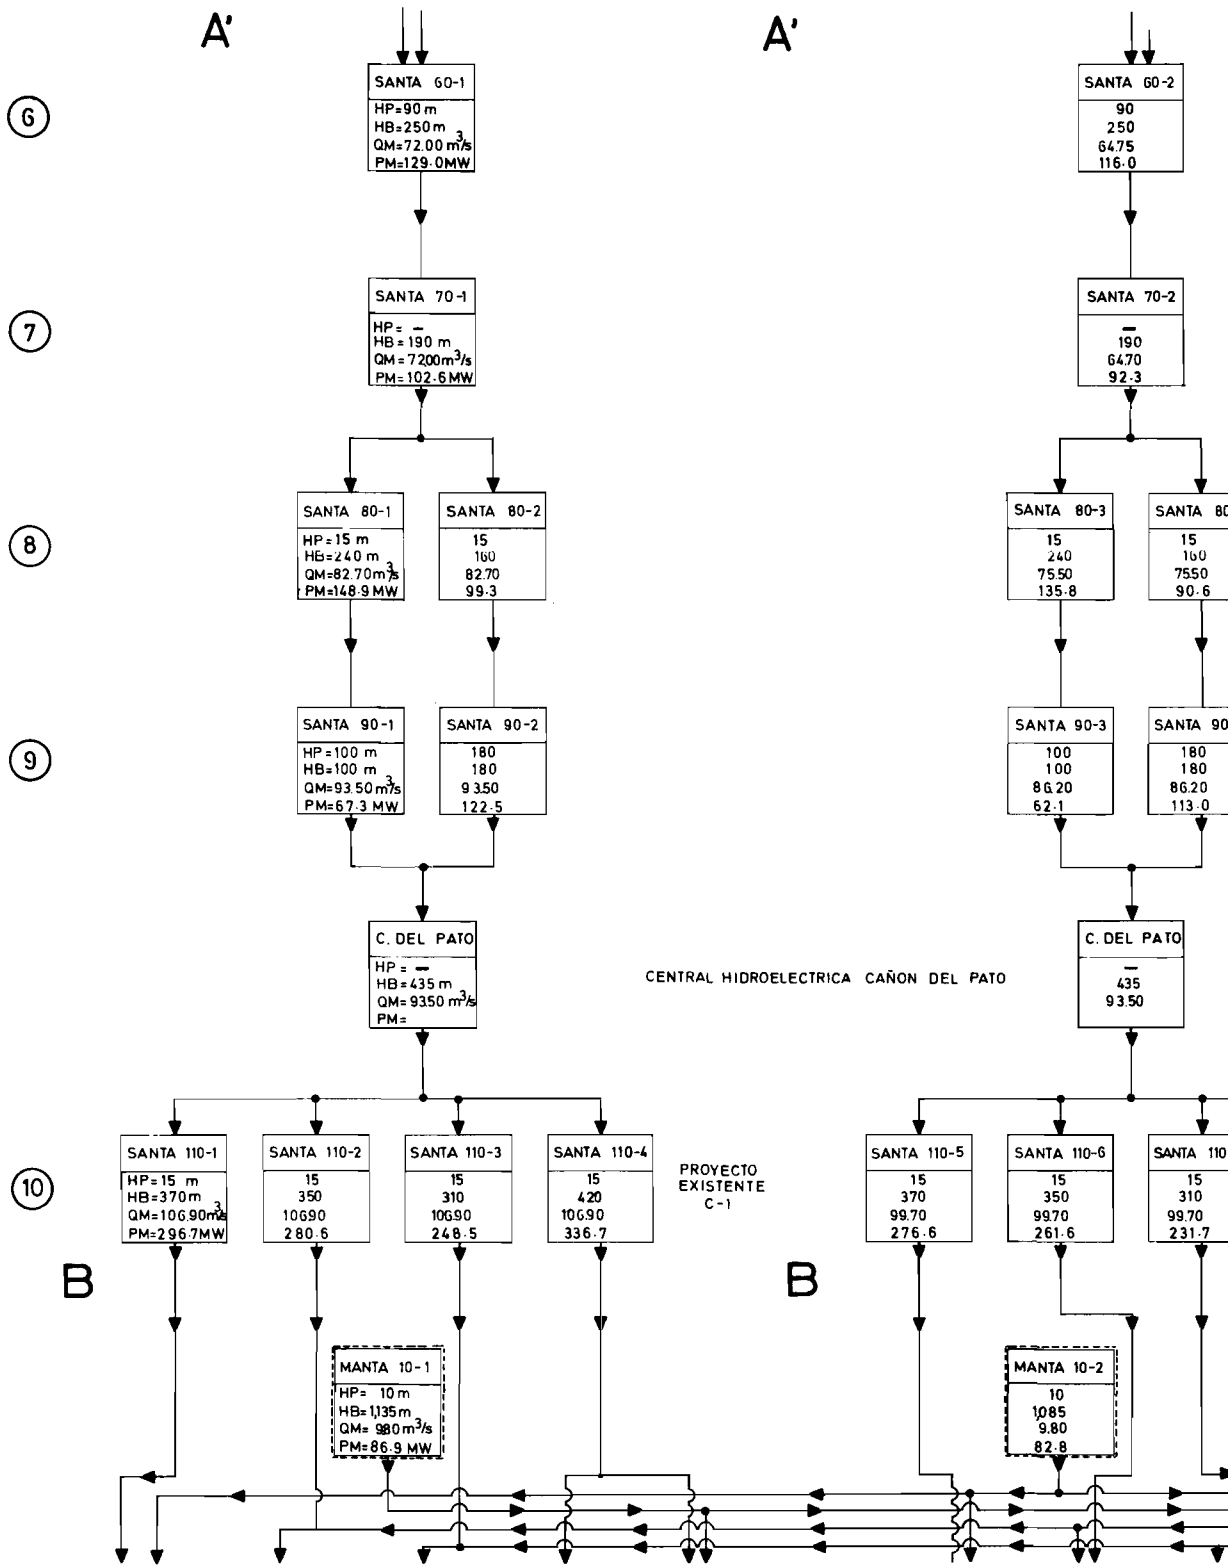 A'
A'
6
SANTA 60-1
HP=90 m
HB=250 m
QM=72.00 m³/s
PM=129.0MW
SANTA 60-2
90
250
64.75
116.0
7
SANTA 70-1
HP= —
HB=190 m
QM=72.00 m³/s
PM=102.6 MW
SANTA 70-2
—
190
64.70
92.3
8
SANTA 80-1
HP=15 m
HB=240 m
QM=82.70 m³/s
PM=148.9 MW
SANTA 80-2
15
160
82.70
99.3
SANTA 80-3
15
240
75.50
135.8
SANTA 80
15
160
75.50
90.6
9
SANTA 90-1
HP=100 m
HB=100 m
QM=93.50 m³/s
PM=67.3 MW
SANTA 90-2
180
180
93.50
122.5
SANTA 90-3
100
100
86.20
62.1
SANTA 90
180
180
86.20
113.0
C. DEL PATO
HP= —
HB=435 m
QM=93.50 m³/s
PM=
CENTRAL HIDROELECTRICA CAÑON DEL PATO
C. DEL PATO
—
435
93.50
10
SANTA 110-1
HP=15 m
HB=370 m
QM=106.90 m³/s
PM=296.7MW
SANTA 110-2
15
350
106.90
280.6
SANTA 110-3
15
310
106.90
248.5
SANTA 110-4
15
420
106.90
336.7
PROYECTO
EXISTENTE
C-1
SANTA 110-5
15
370
99.70
276.6
SANTA 110-6
15
350
99.70
261.6
SANTA 110
15
310
99.70
231.7
B
B
MANTA 10-1
HP= 10 m
HB=1,135 m
QM= 9.80 m³/s
PM=86.9 MW
MANTA 10-2
10
1,085
9.80
82.8